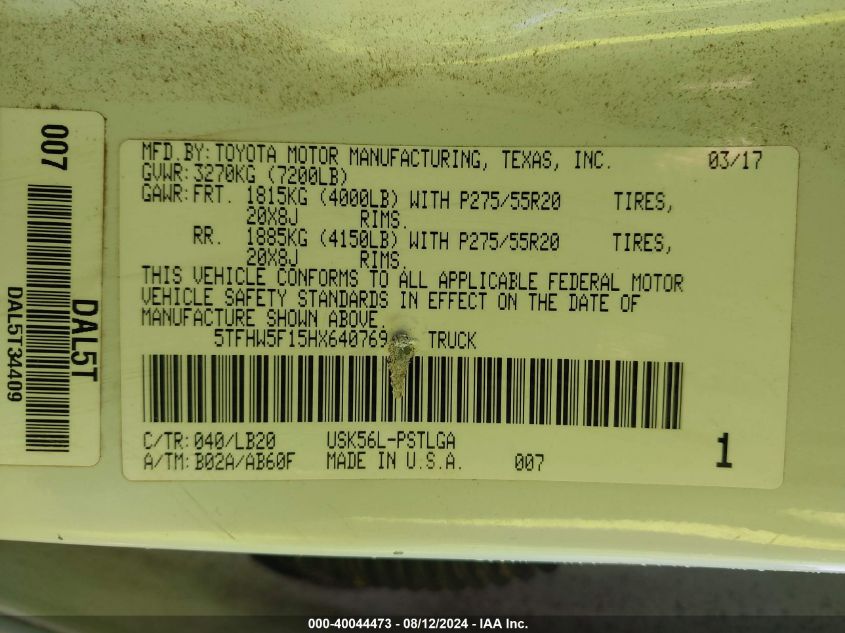 007
DAL5T
DAL5T34409
MFD.BY:TOYOTA MOTOR MANUFACTURING, TEXAS, INC. 03/17
GVWR:3270KG (7200LB)
GAWR:FRT. 1815KG (4000LB) WITH P275/55R20 TIRES,
20X8J RIMS.
RR. 1885KG (4150LB) WITH P275/55R20 TIRES,
20X8J RIMS.
THIS VEHICLE CONFORMS TO ALL APPLICABLE FEDERAL MOTOR
VEHICLE SAFETY STANDARDS IN EFFECT ON THE DATE OF
MANUFACTURE SHOWN ABOVE.
5TFHW5F15HX640769 TRUCK
C/TR:040/LB20 USK56L-PSTLGA
A/TM:B02A/AB60F MADE IN U.S.A. 007 1
000-40044473 - 08/12/2024 - IAA Inc.